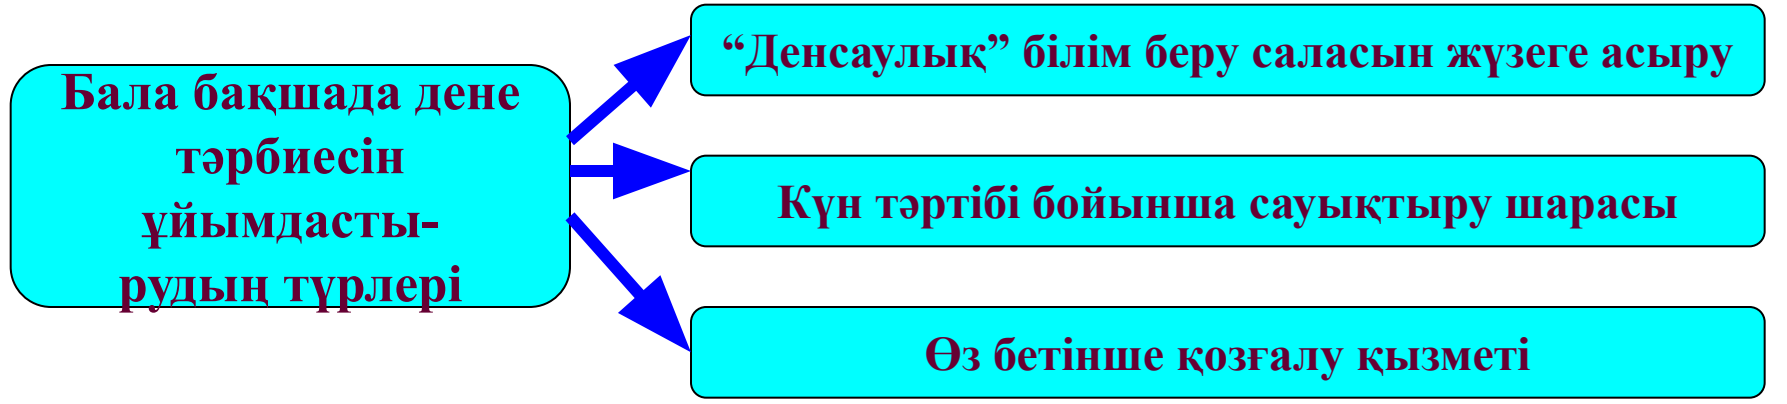 Бала бақшада дене
тәрбиесін
ұйымдасты-
рудың түрлері
“Денсаулық” білім беру саласын жүзеге асыру
Күн тәртібі бойынша сауықтыру шарасы
Өз бетінше қозғалу қызметі